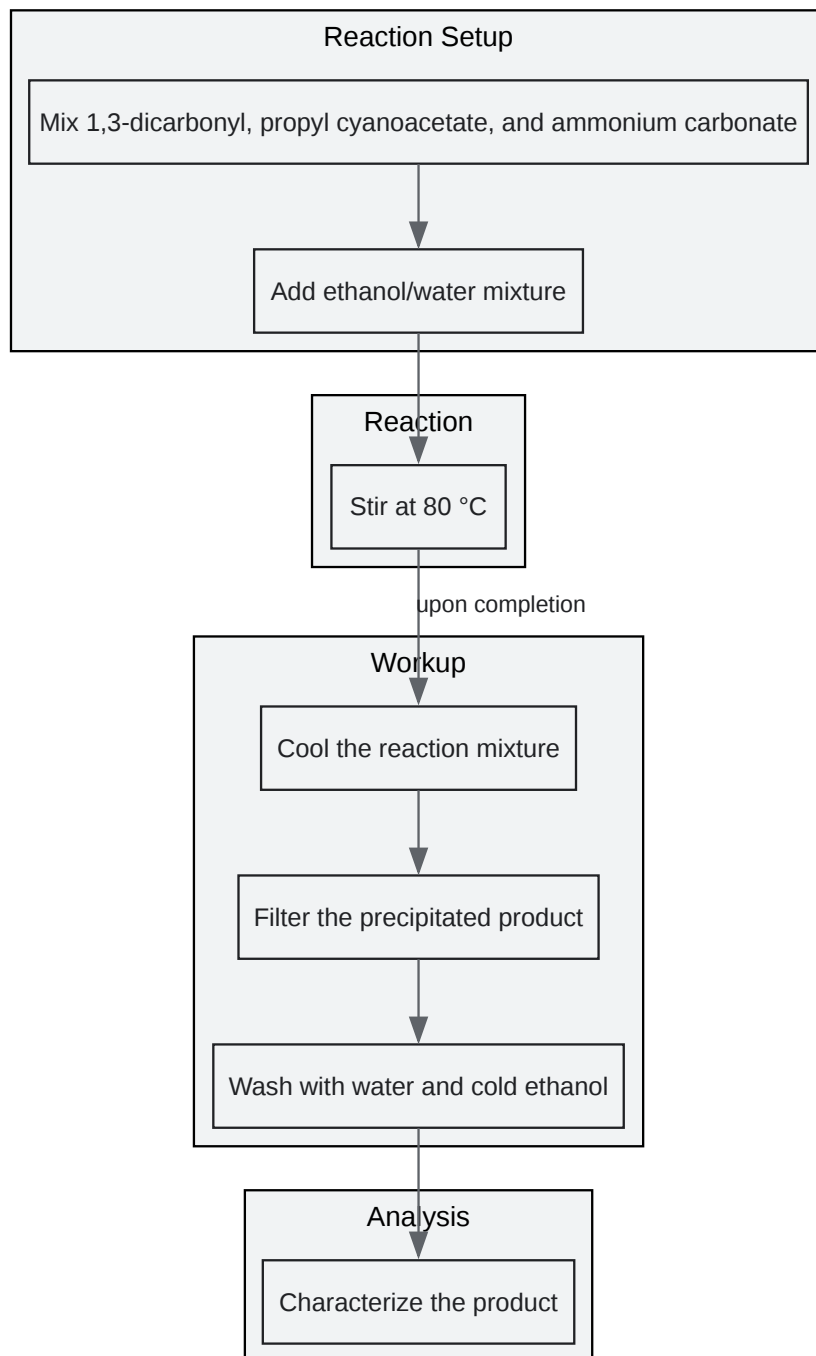 Reaction Setup
Mix 1,3-dicarbonyl, propyl cyanoacetate, and ammonium carbonate
Add ethanol/water mixture
Reaction
Stir at 80 °C
upon completion
Workup
Cool the reaction mixture
Filter the precipitated product
Wash with water and cold ethanol
Analysis
Characterize the product